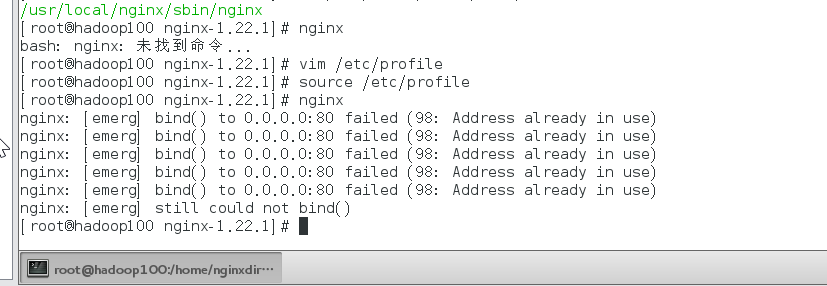 /usr/local/nginx/sbin/nginx
[root@hadoop100 nginx-1.22.1]# nginx
bash: nginx: 未找到命令...
[root@hadoop100 nginx-1.22.1]# vim /etc/profile
[root@hadoop100 nginx-1.22.1]# source /etc/profile
[root@hadoop100 nginx-1.22.1]# nginx
nginx: [emerg] bind() to 0.0.0.0:80 failed (98: Address already in use)
nginx: [emerg] bind() to 0.0.0.0:80 failed (98: Address already in use)
nginx: [emerg] bind() to 0.0.0.0:80 failed (98: Address already in use)
nginx: [emerg] bind() to 0.0.0.0:80 failed (98: Address already in use)
nginx: [emerg] bind() to 0.0.0.0:80 failed (98: Address already in use)
nginx: [emerg] still could not bind()
[root@hadoop100 nginx-1.22.1]#
root@hadoop100:/home/nginxdir…